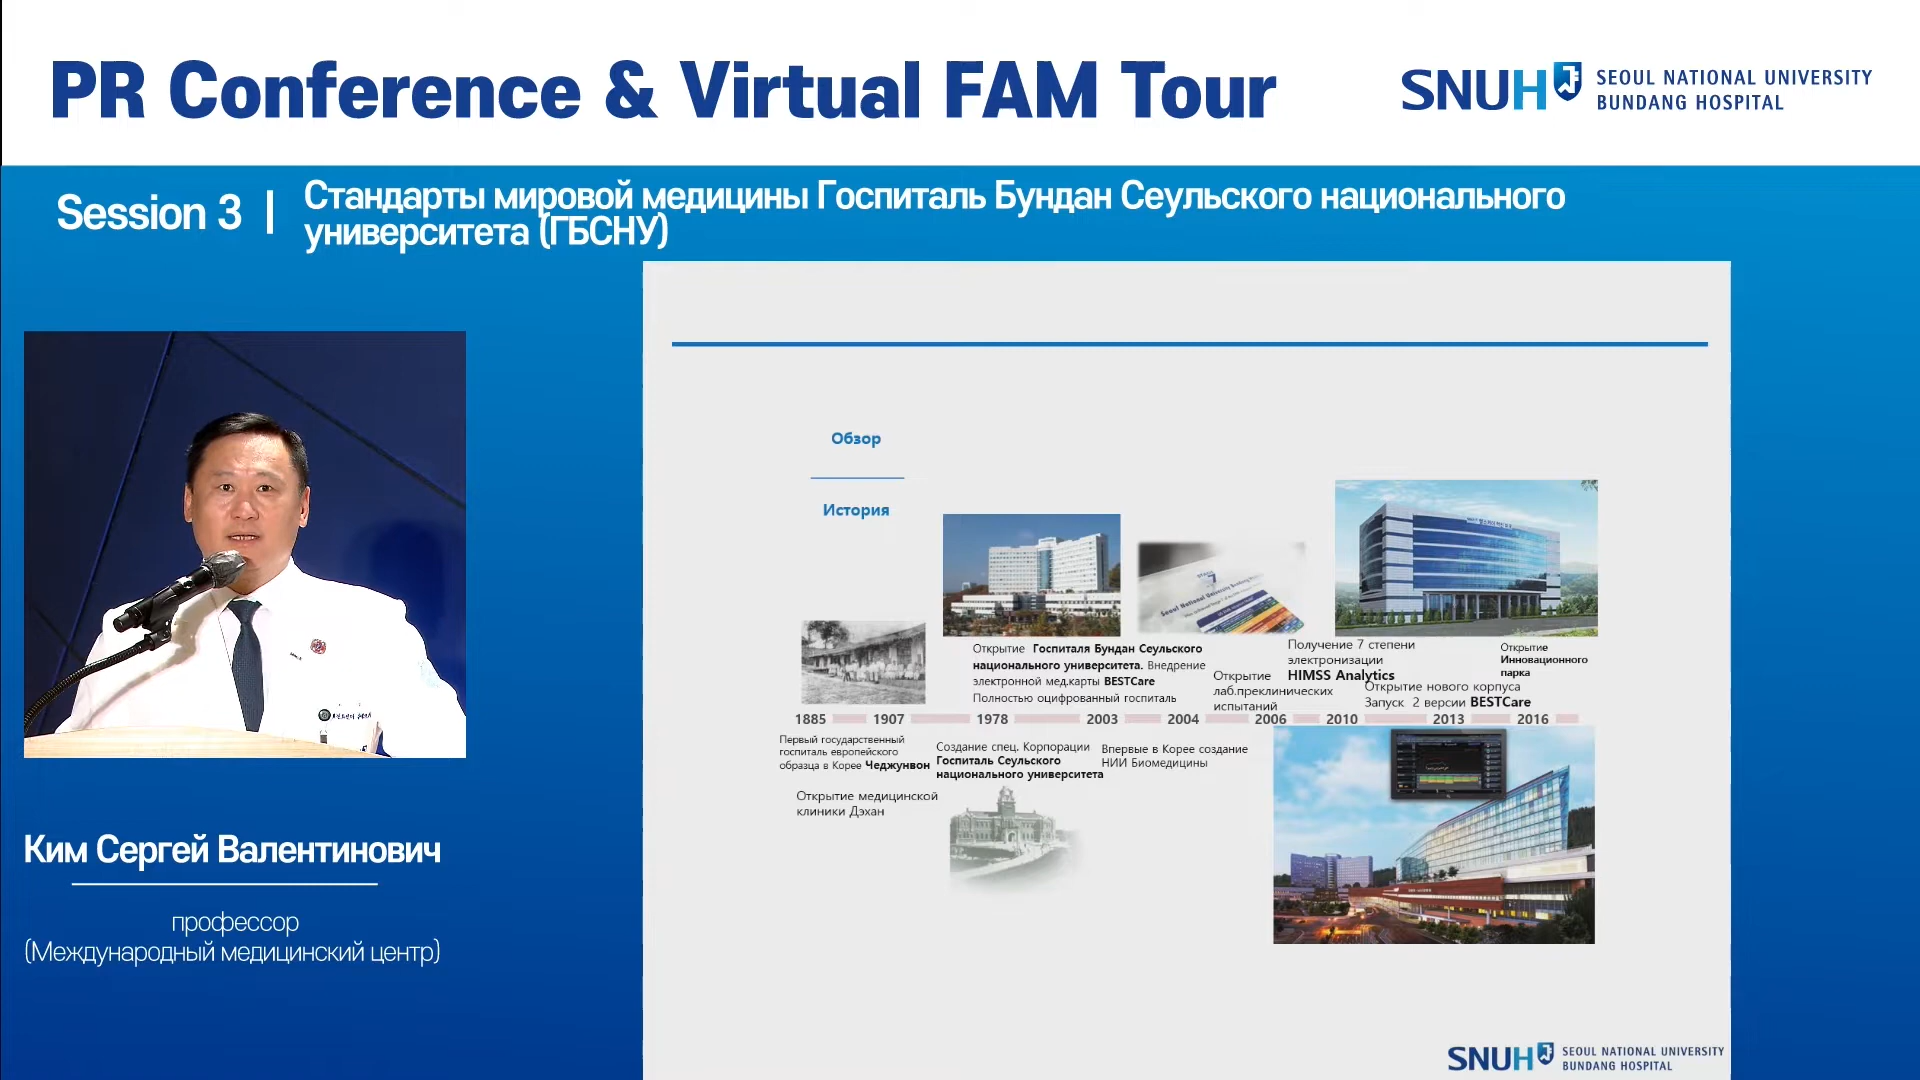 PR Conference & Virtual FAM Tour
SNUH SEOUL NATIONAL UNIVERSITY
BUNDANG HOSPITAL
Session 3 | Стандарты мировой медицины Госпиталь Бундан Сеульского национального
университета (ГБСНУ)
Ким Сергей Валентинович
профессор
(Международный медицинский центр)
Обзор
История
Seoul National University
Открытие Госпиталя Бундан Сеульского
национального университета. Внедрение
электронной мед.карты BESTCare
Полностью оцифрованный госпиталь
Открытие
лаб.преклинических
испытаний
Получение 7 степени
электронизации
HIMSS Analytics
Открытие
Инновационного
парка
Открытие нового корпуса
Запуск 2 версии BESTCare
1885 1907 1978 2003 2004 2006 2010 2013 2016
Первый государственный
госпиталь европейского
образца в Корее Чеджунвон
Открытие медицинской
клиники Дэхан
Создание спец. Корпорации
Госпиталь Сеульского
национального университета
Впервые в Корее создание
НИИ Биомедицины
SNUH SEOUL NATIONAL UNIVERSITY
BUNDANG HOSPITAL